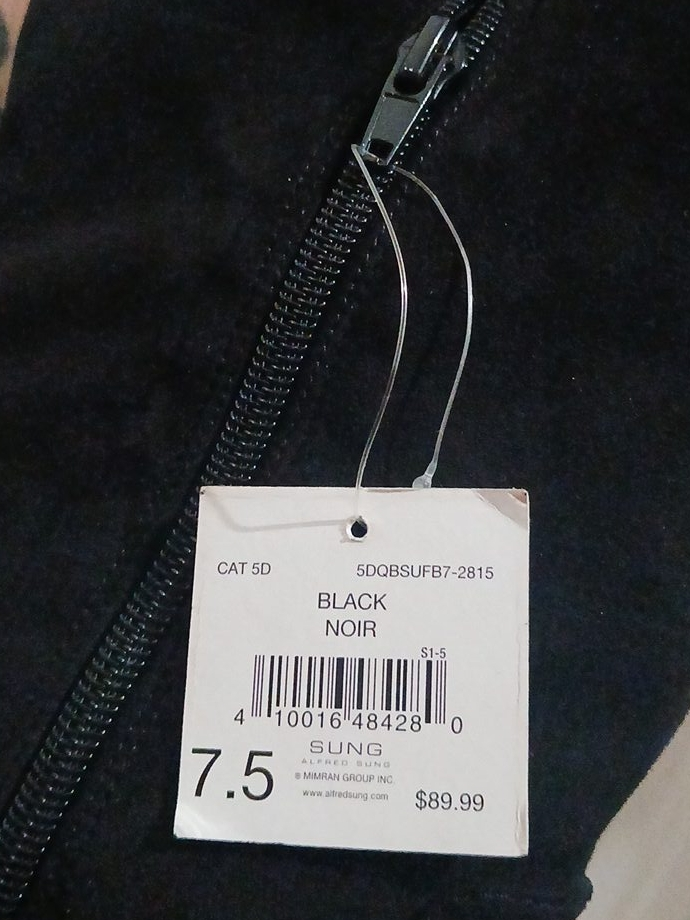 CAT 5D 5DQBSUFB7-2815
BLACK
NOIR
S1-5
4 10016 48428 0
7.5
SUNG
ALFRED SUNG
® MIMRAN GROUP INC.
www.alfredsung.com
$89.99